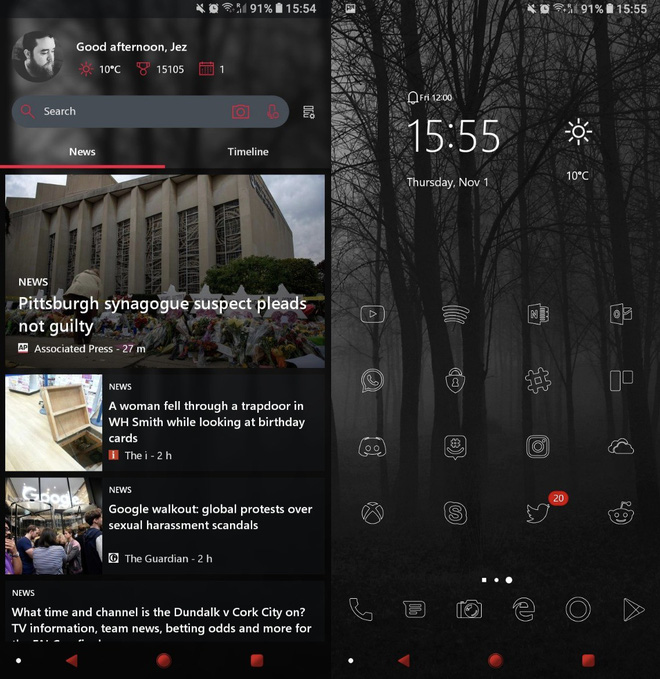 91% 15:54
Good afternoon, Jez
10°C 15105 1
Search
News Timeline
NEWS
Pittsburgh synagogue suspect pleads
not guilty
AP Associated Press - 27 m
NEWS
A woman fell through a trapdoor in
WH Smith while looking at birthday
cards
i The i - 2 h
Google
NEWS
Google walkout: global protests over
sexual harassment scandals
The Guardian - 2 h
NEWS
What time and channel is the Dundalk v Cork City on?
TV information, team news, betting odds and more for
91% 15:55
Fri 12:00
15:55
Thursday, Nov 1
10°C
20